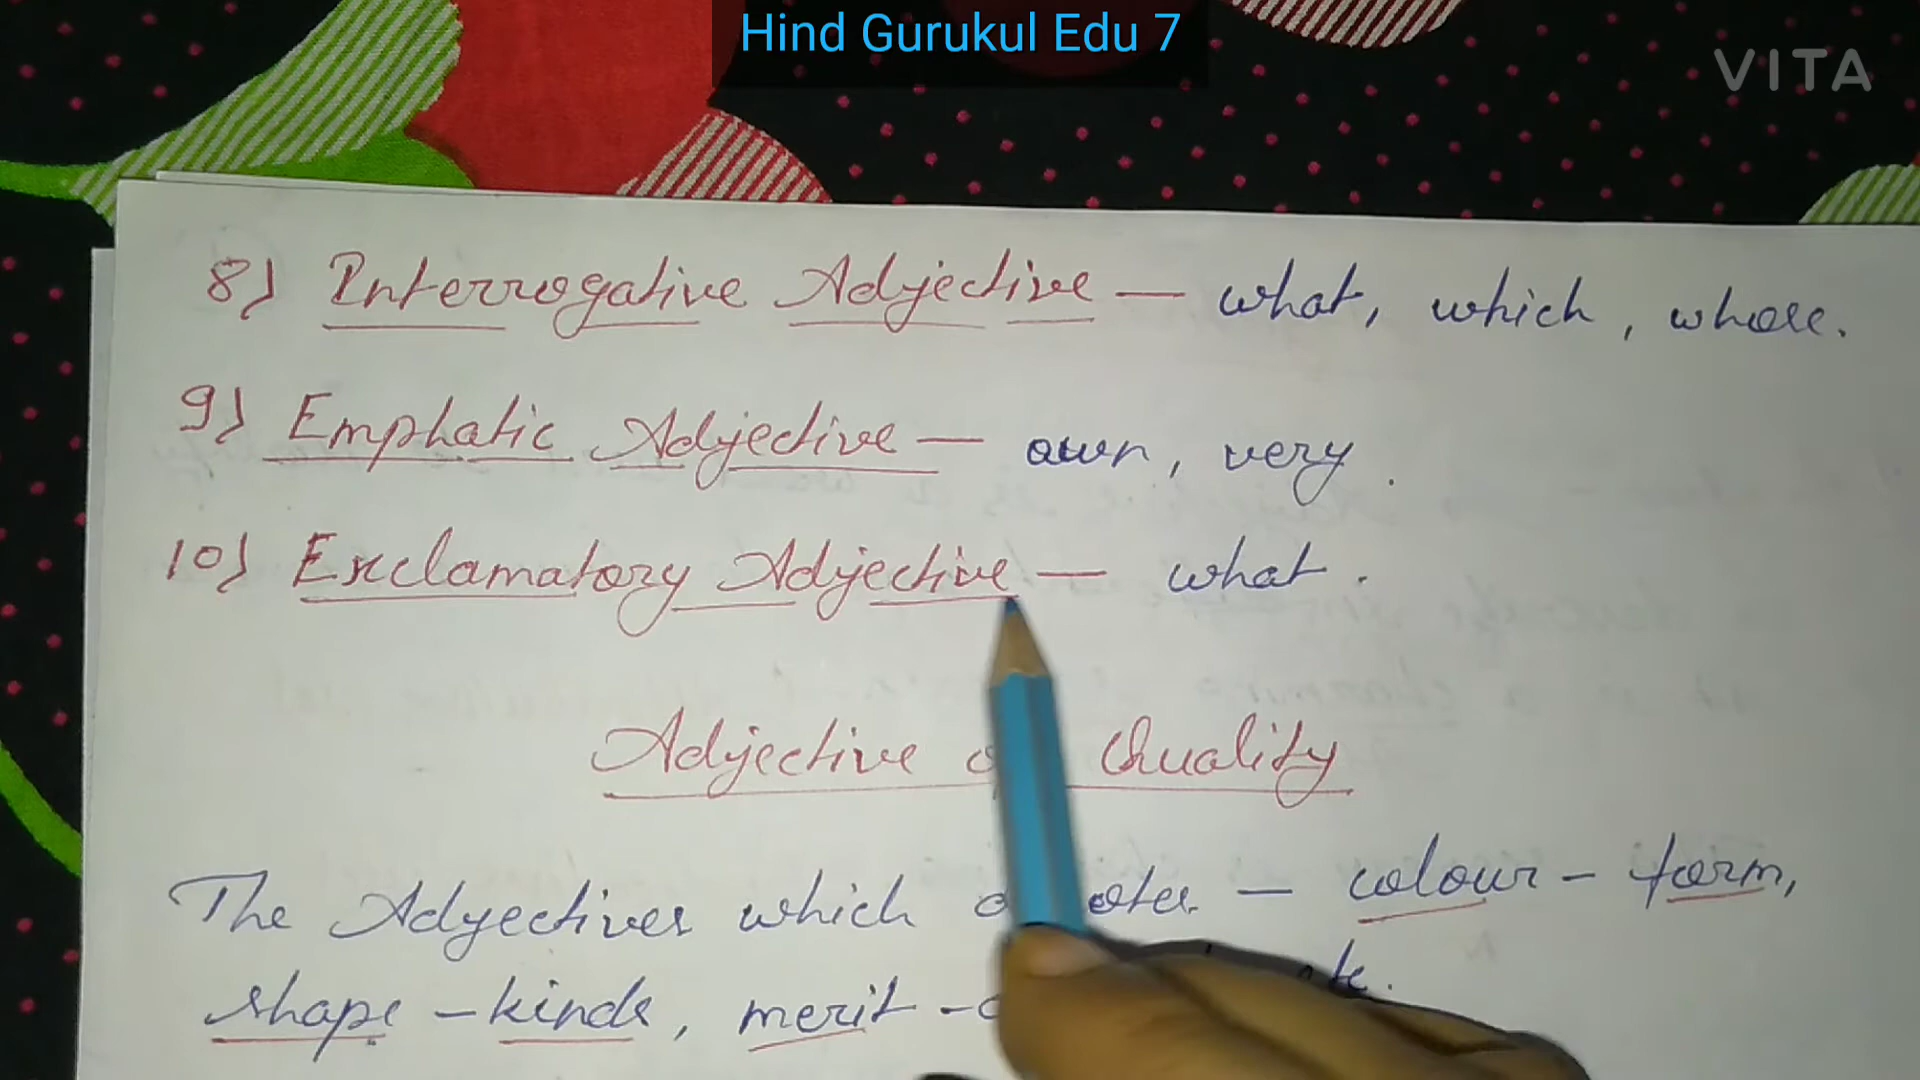 Hind Gurukul Edu 7
VITA
8) Interrogative Adjective — what, which, whose.
9) Emphatic Adjective — own, very.
10) Exclamatory Adjective — what.
Adjective Quality
The Adjectives which — colour - form,
shape - kinds, merit -